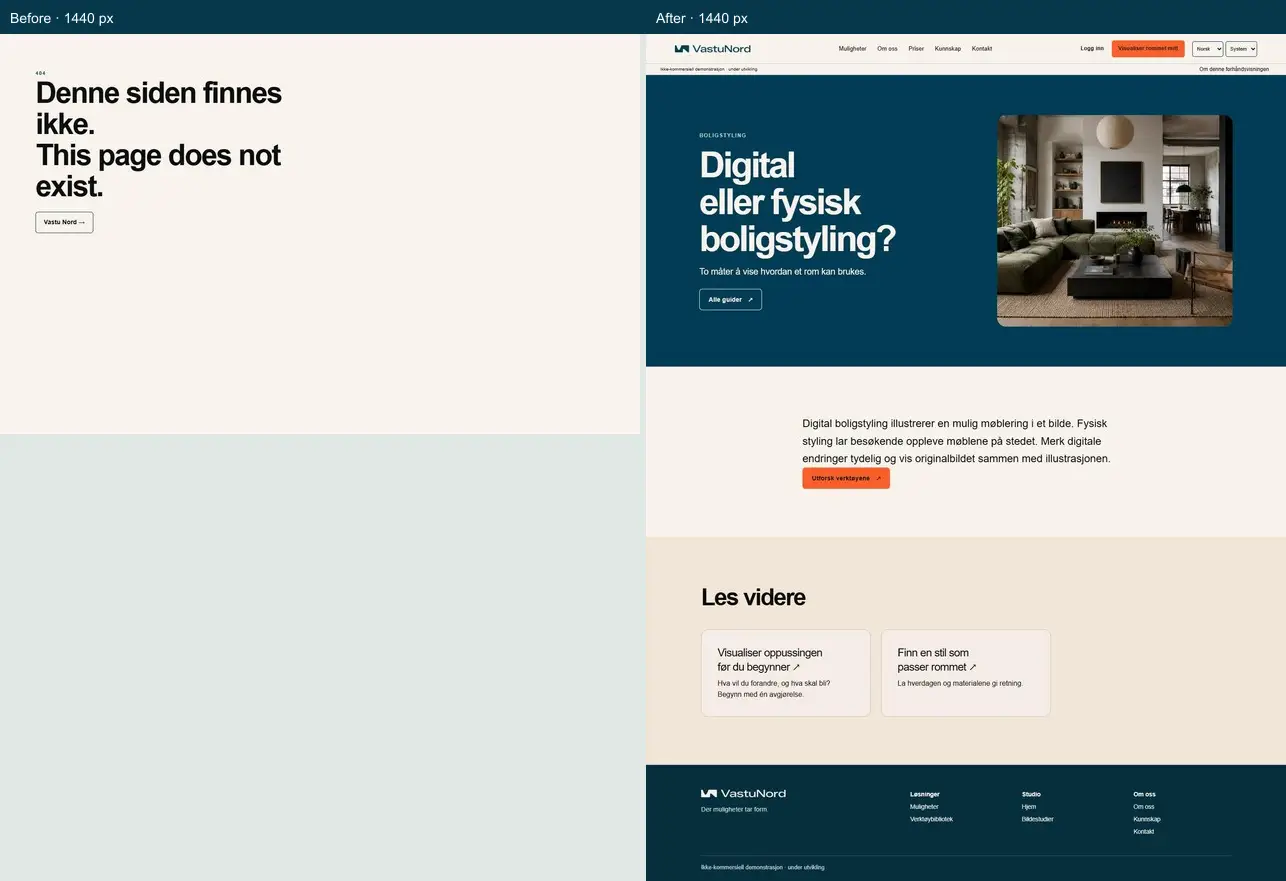 Before · 1440 px
404
Denne siden finnes
ikke.
This page does not
exist.
Vastu Nord →
After · 1440 px
VastuNord
Muligheter Om oss Priser Kunnskap Kontakt
Logg inn
Visualiser rommet mitt
Norsk
System
Ikke-kommersiell demonstrasjon · under utvikling
Om denne forhåndsvisningen
BOLIGSTYLING
Digital
eller fysisk
boligstyling?
To måter å vise hvordan et rom kan brukes.
Alle guider ↗
Digital boligstyling illustrerer en mulig møblering i et bilde. Fysisk
styling lar besøkende oppleve møblene på stedet. Merk digitale
endringer tydelig og vis originalbildet sammen med illustrasjonen.
Utforsk verktøyene ↗
Les videre
Visualiser oppussingen
før du begynner ↗
Hva vil du forandre, og hva skal bli?
Begynn med én avgjørelse.
Finn en stil som
passer rommet ↗
La hverdagen og materialene gi retning.
VastuNord
Der muligheter tar form.
Løsninger
Muligheter
Verktøybibliotek
Studio
Hjem
Bildestudier
Om oss
Om oss
Kunnskap
Kontakt
Ikke-kommersiell demonstrasjon · under utvikling